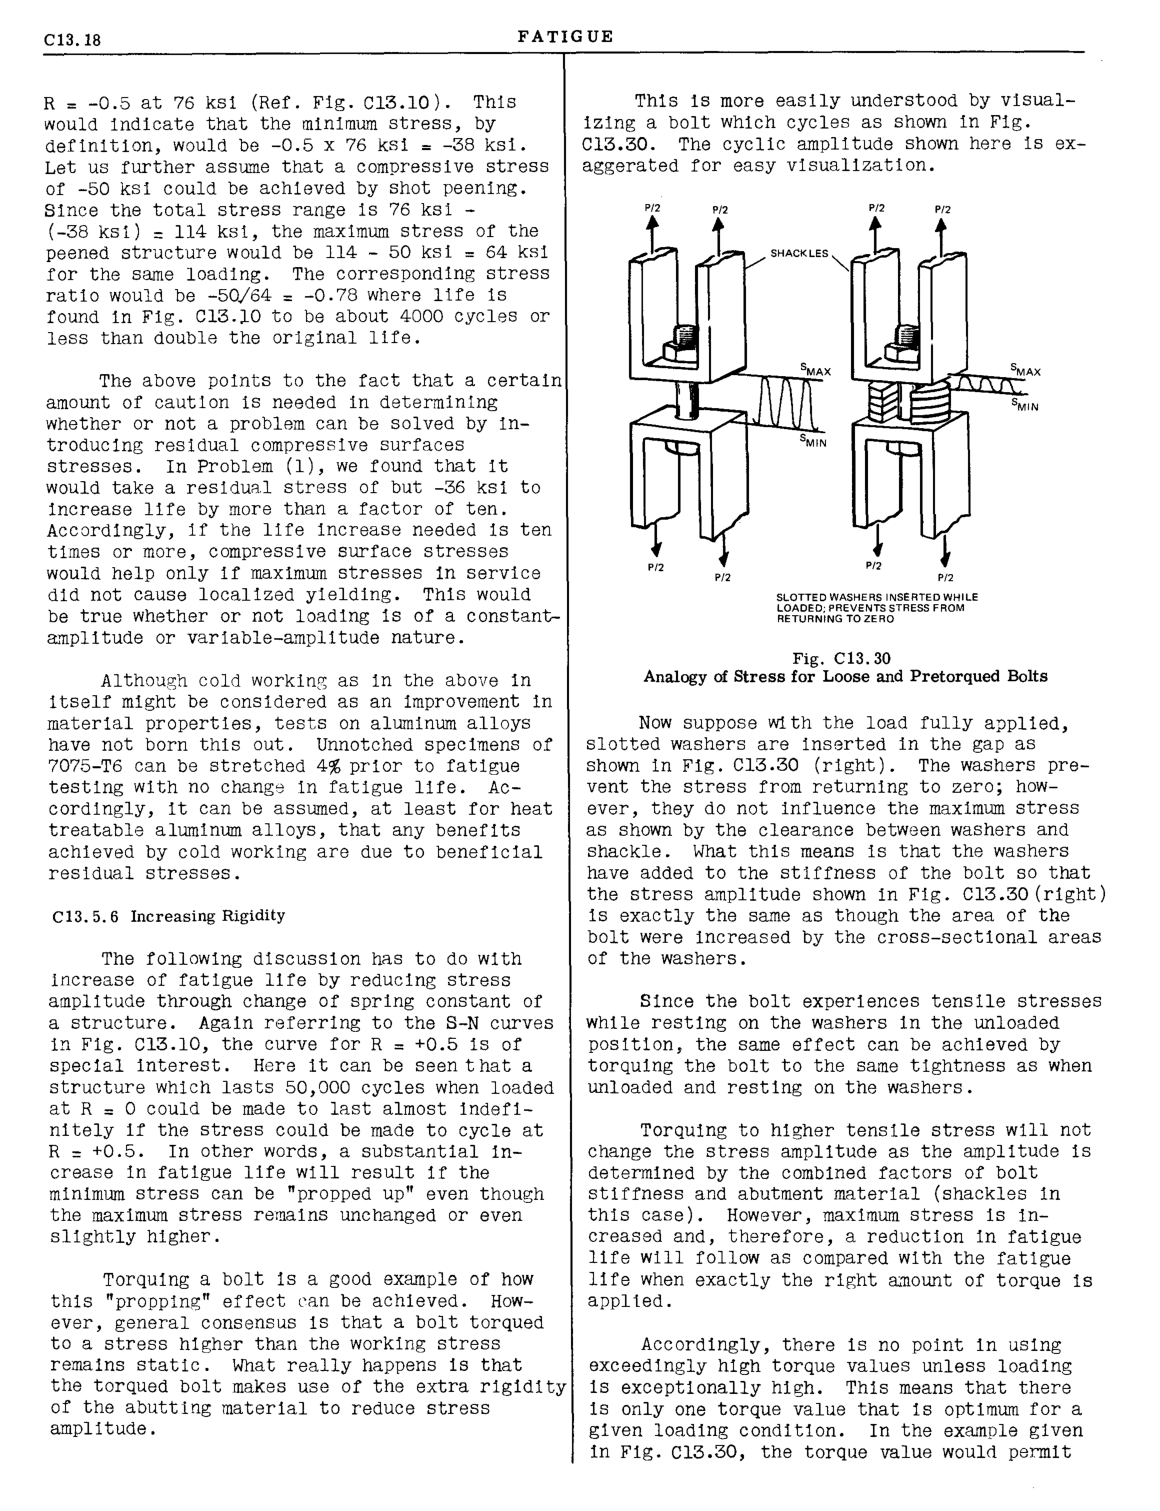 C13.18
FATIGUE
R = -0.5 at 76 ksi (Ref. Fig. C13.10). This
would indicate that the minimum stress, by
definition, would be -0.5 x 76 ksi = -38 ksi.
Let us further assume that a compressive stress
of -50 ksi could be achieved by shot peening.
Since the total stress range is 76 ksi -
(-38 ksi) = 114 ksi, the maximum stress of the
peened structure would be 114 - 50 ksi = 64 ksi
for the same loading. The corresponding stress
ratio would be -50/64 = -0.78 where life is
found in Fig. C13.10 to be about 4000 cycles or
less than double the original life.
The above points to the fact that a certain
amount of caution is needed in determining
whether or not a problem can be solved by in-
troducing residual compressive surfaces
stresses. In Problem (1), we found that it
would take a residual stress of but -36 ksi to
increase life by more than a factor of ten.
Accordingly, if the life increase needed is ten
times or more, compressive surface stresses
would help only if maximum stresses in service
did not cause localized yielding. This would
be true whether or not loading is of a constant-
amplitude or variable-amplitude nature.
Although cold working as in the above in
itself might be considered as an improvement in
material properties, tests on aluminum alloys
have not born this out. Unnotched specimens of
7075-T6 can be stretched 4% prior to fatigue
testing with no change in fatigue life. Ac-
cordingly, it can be assumed, at least for heat
treatable aluminum alloys, that any benefits
achieved by cold working are due to beneficial
residual stresses.
C13.5.6 Increasing Rigidity
The following discussion has to do with
increase of fatigue life by reducing stress
amplitude through change of spring constant of
a structure. Again referring to the S-N curves
in Fig. C13.10, the curve for R = +0.5 is of
special interest. Here it can be seen that a
structure which lasts 50,000 cycles when loaded
at R = 0 could be made to last almost indefi-
nitely if the stress could be made to cycle at
R = +0.5. In other words, a substantial in-
crease in fatigue life will result if the
minimum stress can be "propped up" even though
the maximum stress remains unchanged or even
slightly higher.
Torquing a bolt is a good example of how
this "propping" effect can be achieved. How-
ever, general consensus is that a bolt torqued
to a stress higher than the working stress
remains static. What really happens is that
the torqued bolt makes use of the extra rigidity
of the abutting material to reduce stress
amplitude.
This is more easily understood by visual-
izing a bolt which cycles as shown in Fig.
C13.30. The cyclic amplitude shown here is ex-
aggerated for easy visualization.
P/2 P/2 P/2 P/2
SHACKLES
SMAX SMAX
SMIN
SMIN
P/2 P/2
P/2 P/2
SLOTTED WASHERS INSERTED WHILE
LOADED; PREVENTS STRESS FROM
RETURNING TO ZERO
Fig. C13.30
Analogy of Stress for Loose and Pretorqued Bolts
Now suppose with the load fully applied,
slotted washers are inserted in the gap as
shown in Fig. C13.30 (right). The washers pre-
vent the stress from returning to zero; how-
ever, they do not influence the maximum stress
as shown by the clearance between washers and
shackle. What this means is that the washers
have added to the stiffness of the bolt so that
the stress amplitude shown in Fig. C13.30 (right)
is exactly the same as though the area of the
bolt were increased by the cross-sectional areas
of the washers.
Since the bolt experiences tensile stresses
while resting on the washers in the unloaded
position, the same effect can be achieved by
torquing the bolt to the same tightness as when
unloaded and resting on the washers.
Torquing to higher tensile stress will not
change the stress amplitude as the amplitude is
determined by the combined factors of bolt
stiffness and abutment material (shackles in
this case). However, maximum stress is in-
creased and, therefore, a reduction in fatigue
life will follow as compared with the fatigue
life when exactly the right amount of torque is
applied.
Accordingly, there is no point in using
exceedingly high torque values unless loading
is exceptionally high. This means that there
is only one torque value that is optimum for a
given loading condition. In the example given
in Fig. C13.30, the torque value would permit